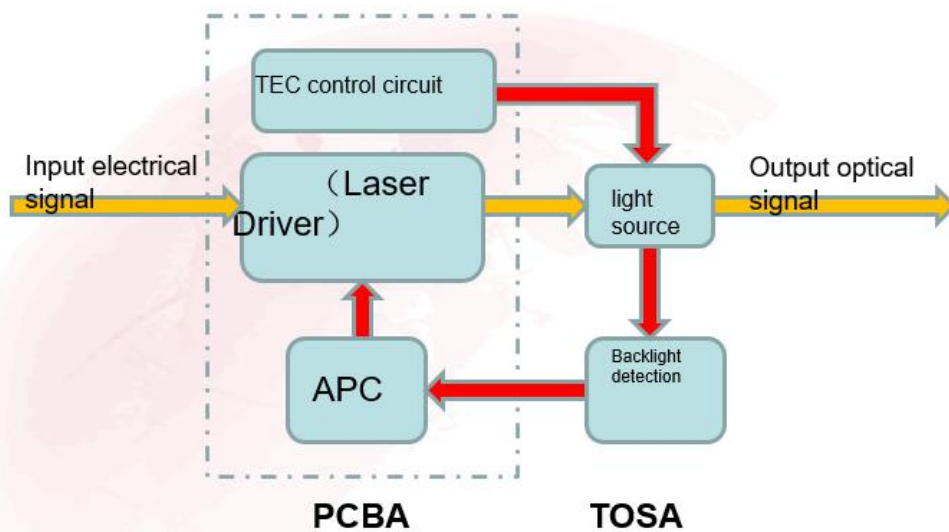 TEC control circuit
Input electrical
signal
（Laser
Driver）
light
source
Output optical
signal
APC
Backlight
detection
PCBA
TOSA